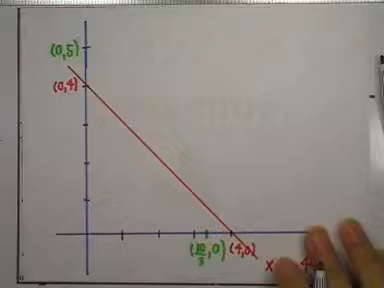 (0,5)
(0,4)
(10/3,0) (4,0)
x